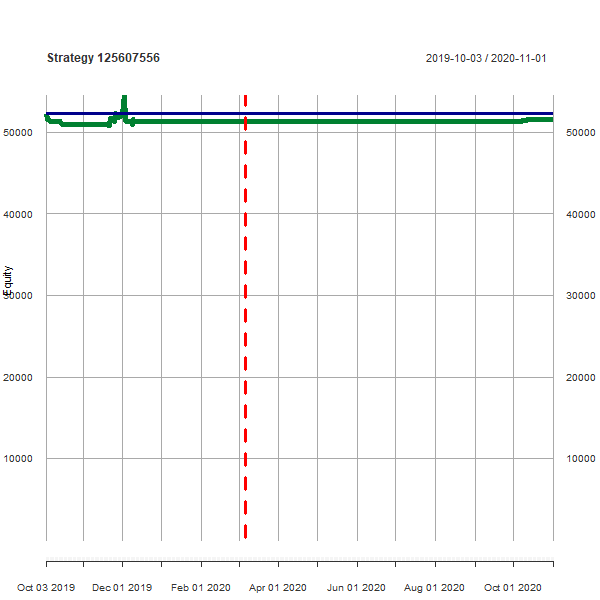 Strategy 125607556
2019-10-03 / 2020-11-01
50000
50000
40000
40000
Equity
30000
30000
20000
20000
10000
10000
Oct 03 2019
Dec 01 2019
Feb 01 2020
Apr 01 2020
Jun 01 2020
Aug 01 2020
Oct 01 2020